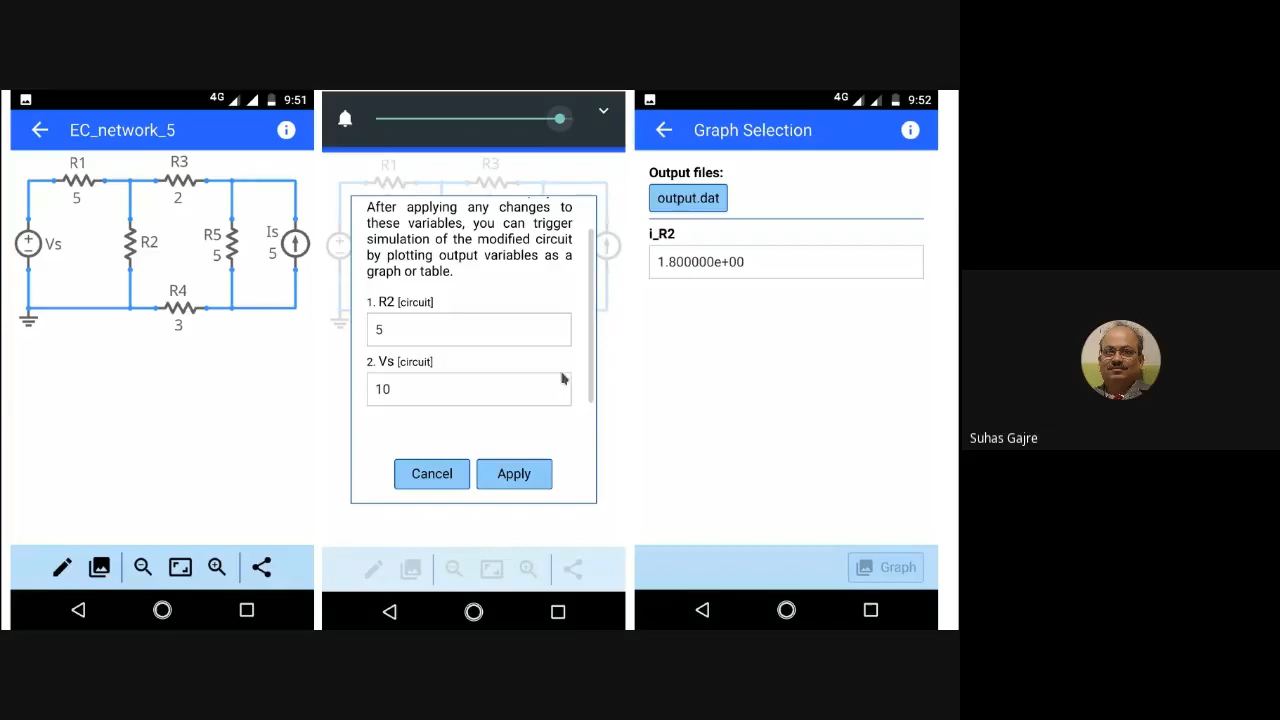 4G 9:51
EC_network_5
R1
R3
5
2
Vs
R2
R5
5
Is
5
R4
3
R1
R3
After applying any changes to
these variables, you can trigger
simulation of the modified circuit
by plotting output variables as a
graph or table.
1. R2 [circuit]
5
2. Vs [circuit]
10
Cancel
Apply
4G 9:52
Graph Selection
Output files:
output.dat
i_R2
1.800000e+00
Graph
Suhas Gajre